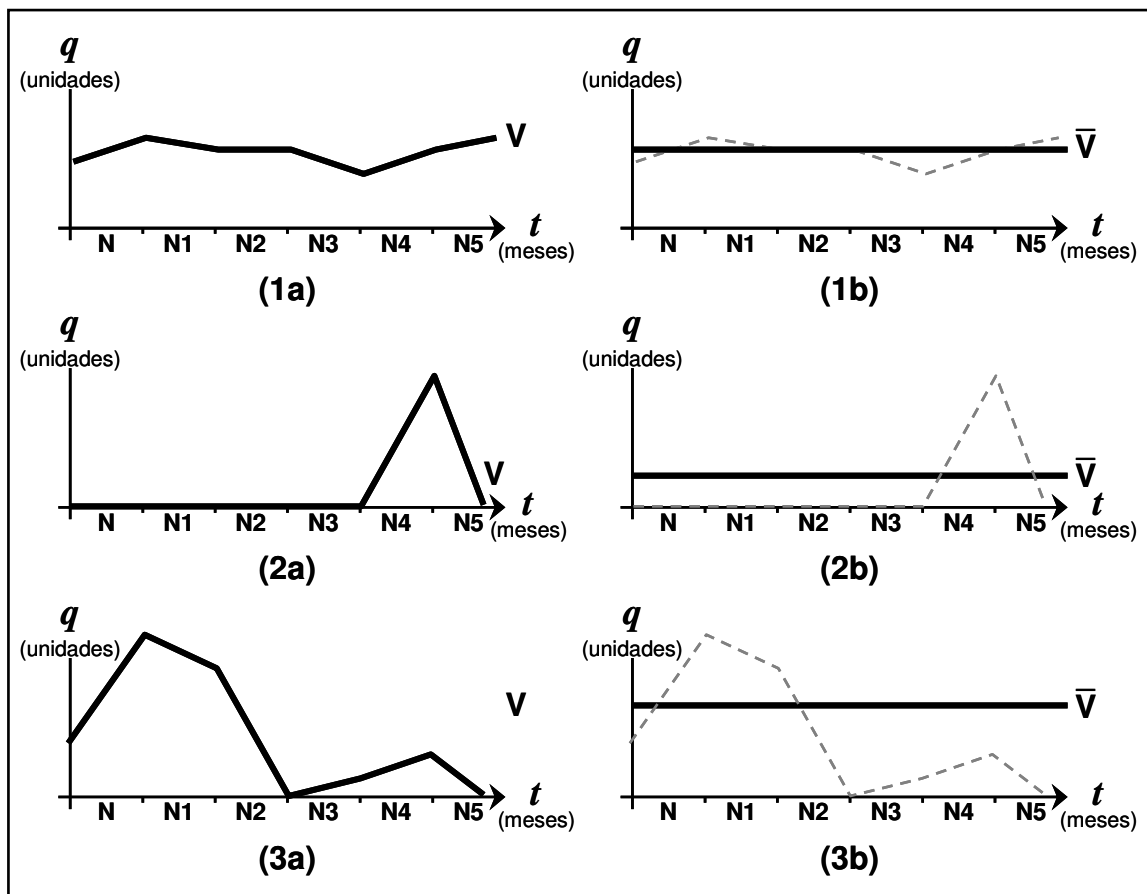 q
(unidades)
V
N N1 N2 N3 N4 N5
t
(meses)
(1a)
q
(unidades)
V̅
N N1 N2 N3 N4 N5
t
(meses)
(1b)
q
(unidades)
V
N N1 N2 N3 N4 N5
t
(meses)
(2a)
q
(unidades)
V̅
N N1 N2 N3 N4 N5
t
(meses)
(2b)
q
(unidades)
V
N N1 N2 N3 N4 N5
t
(meses)
(3a)
q
(unidades)
V̅
N N1 N2 N3 N4 N5
t
(meses)
(3b)